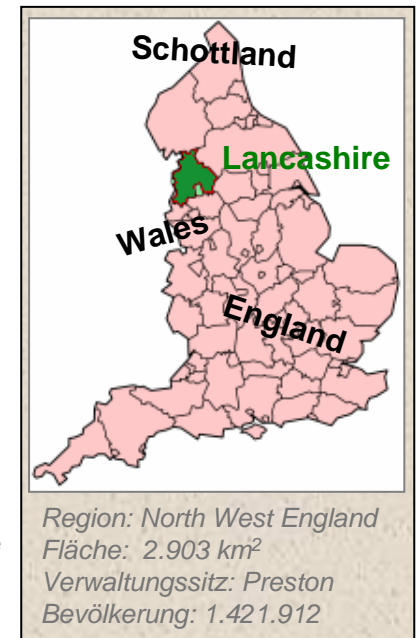 Schottland
Lancashire
Wales
England
Region: North West England
Fläche: 2.903 km²
Verwaltungssitz: Preston
Bevölkerung: 1.421.912